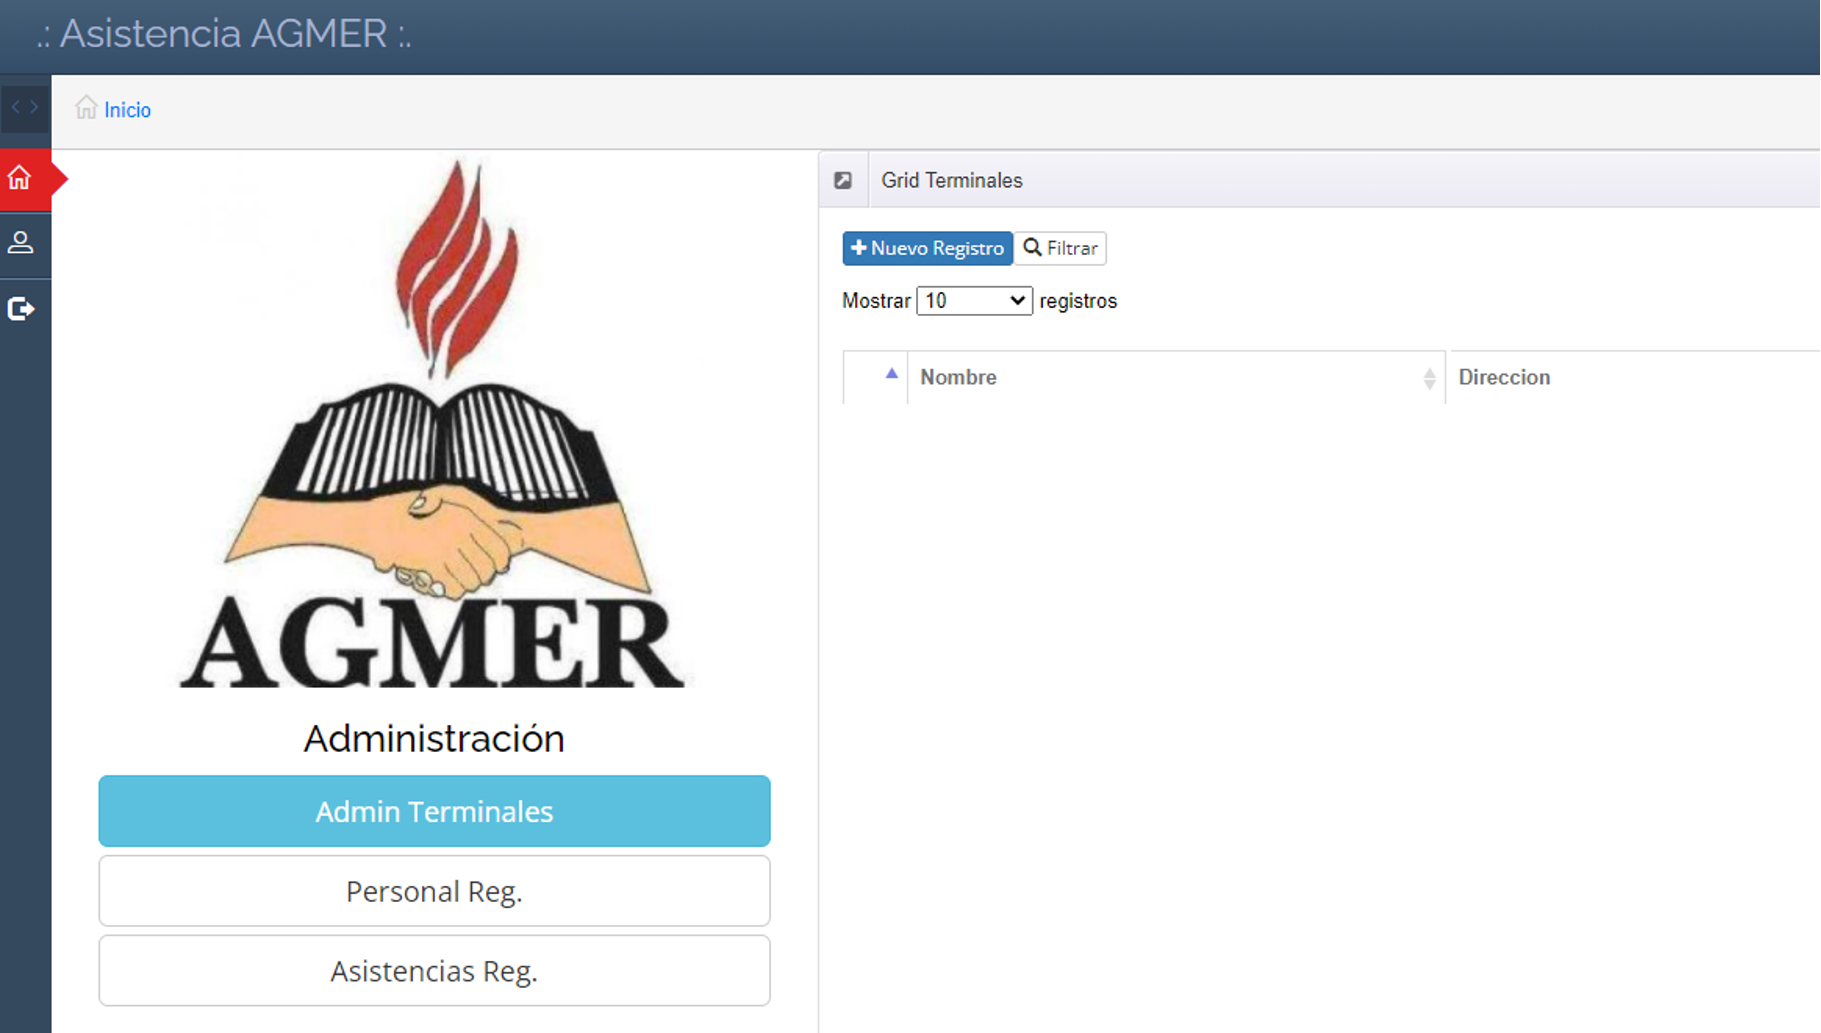 .: Asistencia AGMER :.
Inicio
AGMER
Administración
Admin Terminales
Personal Reg.
Asistencias Reg.
Grid Terminales
Nuevo Registro Filtrar
Mostrar 10 registros
Nombre Direccion